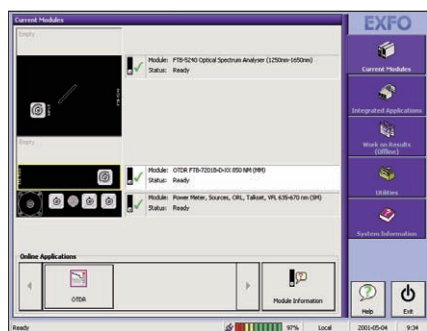 Current Modules
EXFO
Empty
Module: FTB-5240 Optical Spectrum Analyser (1250nm-1650nm)
Status: Ready
Current Modules
Integrated Applications
Empty
Work on Results
(Offline)
Module: OTDR FTB-7201B-D-XX 850 NM (MM)
Status: Ready
Utilities
Module: Power Meter, Sources, ORL, Talkset, VFL 635-670 nm (SM)
Status: Ready
System Information
Online Applications
OTDR
Module Information
Help
Exit
Ready
97%
Local
2001-05-04
9:34